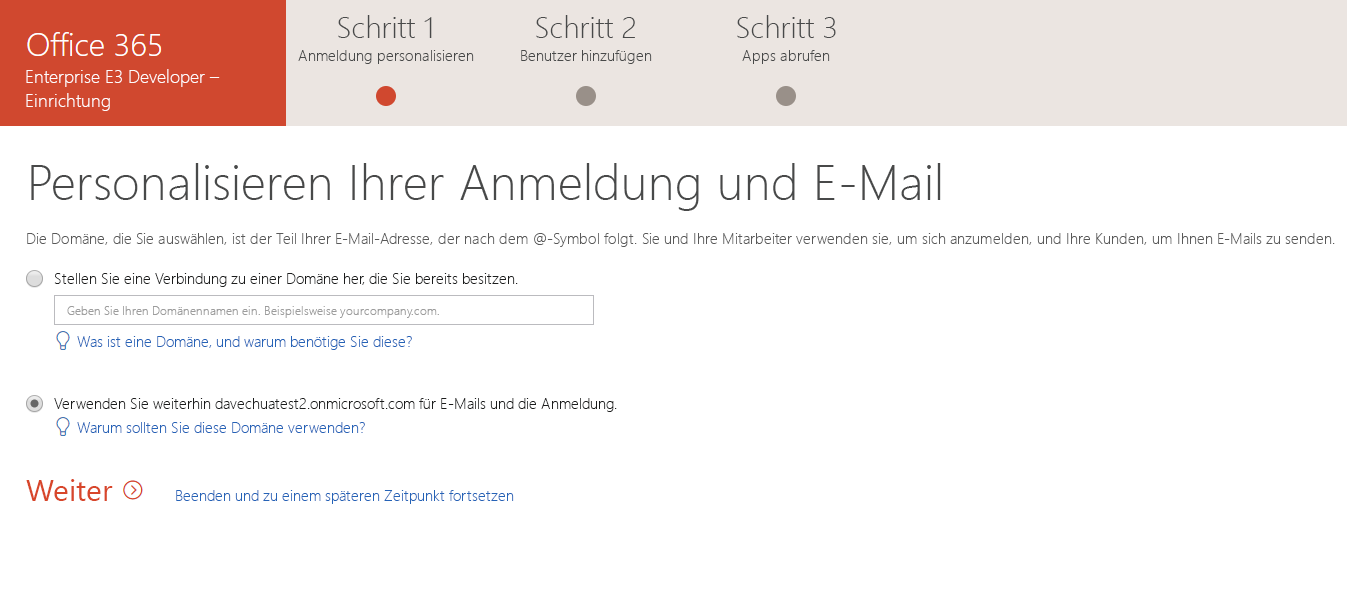 Office 365
Enterprise E3 Developer –
Einrichtung
Schritt 1
Anmeldung personalisieren
Schritt 2
Benutzer hinzufügen
Schritt 3
Apps abrufen
Personalisieren Ihrer Anmeldung und E-Mail
Die Domäne, die Sie auswählen, ist der Teil Ihrer E-Mail-Adresse, der nach dem @-Symbol folgt. Sie und Ihre Mitarbeiter verwenden sie, um sich anzumelden, und Ihre Kunden, um Ihnen E-Mails zu senden.
Stellen Sie eine Verbindung zu einer Domäne her, die Sie bereits besitzen.
Geben Sie Ihren Domänennamen ein. Beispielsweise yourcompany.com.
Was ist eine Domäne, und warum benötige Sie diese?
Verwenden Sie weiterhin davechuatest2.onmicrosoft.com für E-Mails und die Anmeldung.
Warum sollten Sie diese Domäne verwenden?
Weiter
Beenden und zu einem späteren Zeitpunkt fortsetzen